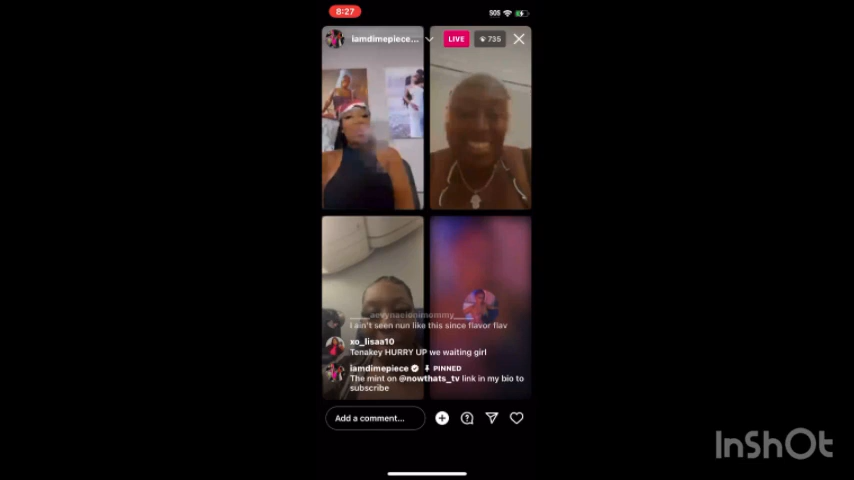 8:27
SOS
iamdimepiece...
LIVE
735
I ain't seen nun like this since flavor flav
xo_lisaa10
Tenakey HURRY UP we waiting girl
iamdimepiece PINNED
The mint on @nowthats_tv link in my bio to
subscribe
Add a comment...
InShOt